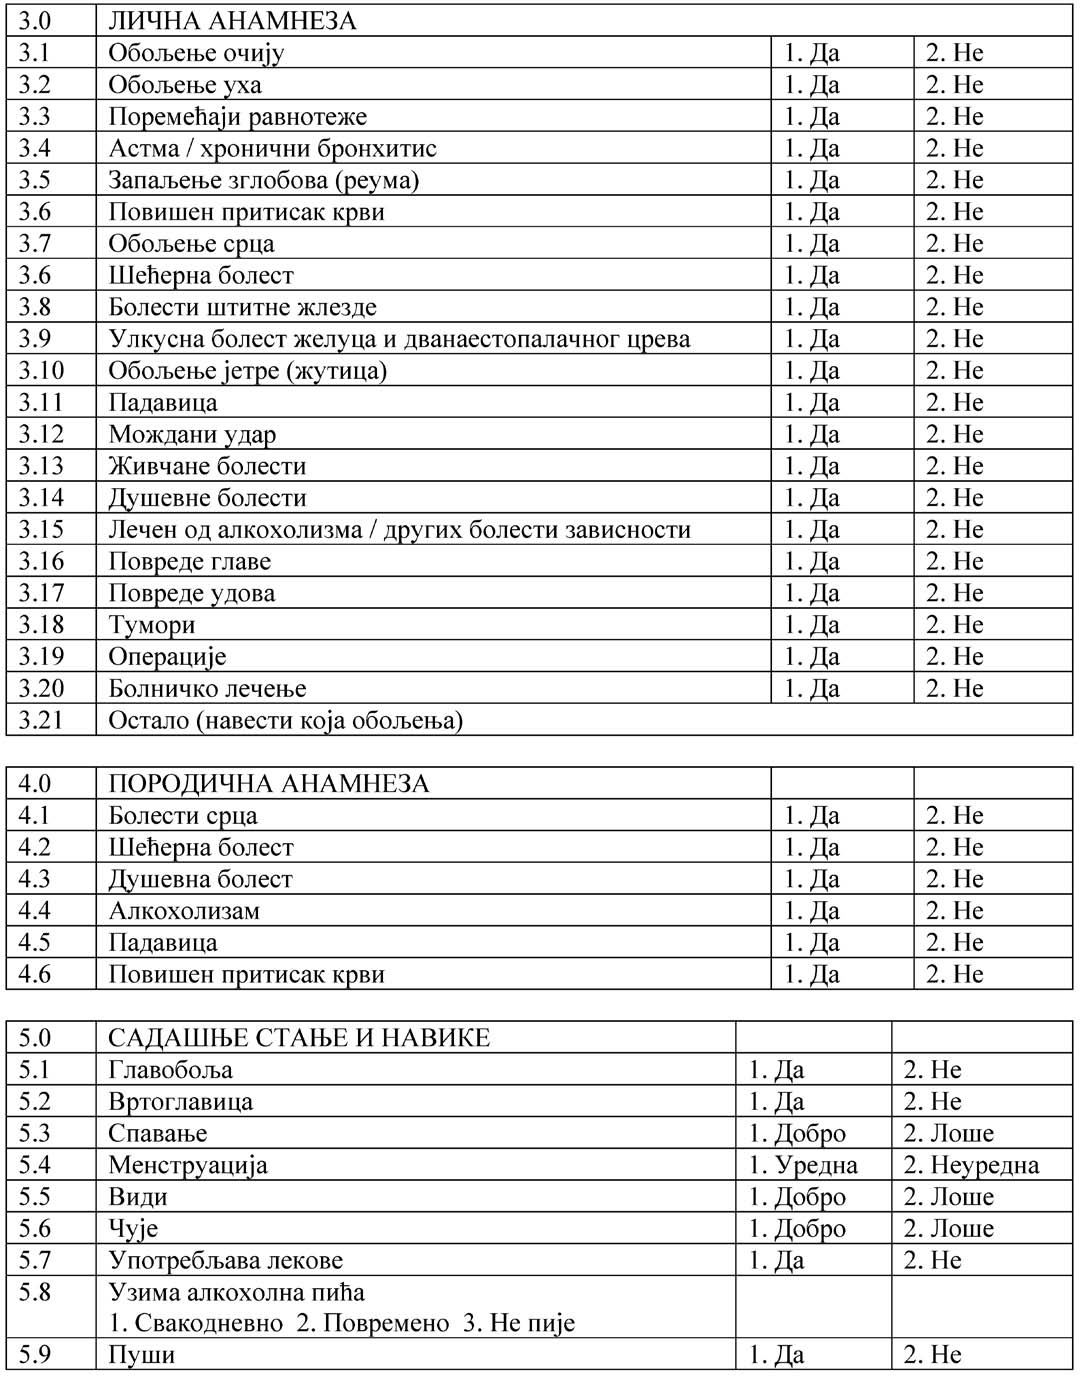 3.0 ЛИЧНА АНАМНЕЗА
3.1 Обољење очију 1. Да 2. Не
3.2 Обољење уха 1. Да 2. Не
3.3 Поремећаји равнотеже 1. Да 2. Не
3.4 Астма / хронични бронхитис 1. Да 2. Не
3.5 Запаљење зглобова (реума) 1. Да 2. Не
3.6 Повишен притисак крви 1. Да 2. Не
3.7 Обољење срца 1. Да 2. Не
3.6 Шећерна болест 1. Да 2. Не
3.8 Болести штитне жлезде 1. Да 2. Не
3.9 Улкусна болест желуца и дванаестопалачног црева 1. Да 2. Не
3.10 Обољење јетре (жутица) 1. Да 2. Не
3.11 Падавица 1. Да 2. Не
3.12 Мождани удар 1. Да 2. Не
3.13 Живчане болести 1. Да 2. Не
3.14 Душевне болести 1. Да 2. Не
3.15 Лечен од алкохолизма / других болести зависности 1. Да 2. Не
3.16 Повреде главе 1. Да 2. Не
3.17 Повреде удова 1. Да 2. Не
3.18 Тумори 1. Да 2. Не
3.19 Операције 1. Да 2. Не
3.20 Болничко лечење 1. Да 2. Не
3.21 Остало (навести која обољења)
4.0 ПОРОДИЧНА АНАМНЕЗА
4.1 Болести срца 1. Да 2. Не
4.2 Шећерна болест 1. Да 2. Не
4.3 Душевна болест 1. Да 2. Не
4.4 Алкохолизам 1. Да 2. Не
4.5 Падавица 1. Да 2. Не
4.6 Повишен притисак крви 1. Да 2. Не
5.0 САДАШЊЕ СТАЊЕ И НАВИКЕ
5.1 Главобоља 1. Да 2. Не
5.2 Вртоглавица 1. Да 2. Не
5.3 Спавање 1. Добро 2. Лоше
5.4 Менструација 1. Уредна 2. Неуредна
5.5 Види 1. Добро 2. Лоше
5.6 Чује 1. Добро 2. Лоше
5.7 Употребљава лекове 1. Да 2. Не
5.8 Узима алкохолна пића
1. Свакодневно 2. Повремено 3. Не пије
5.9 Пуши 1. Да 2. Не